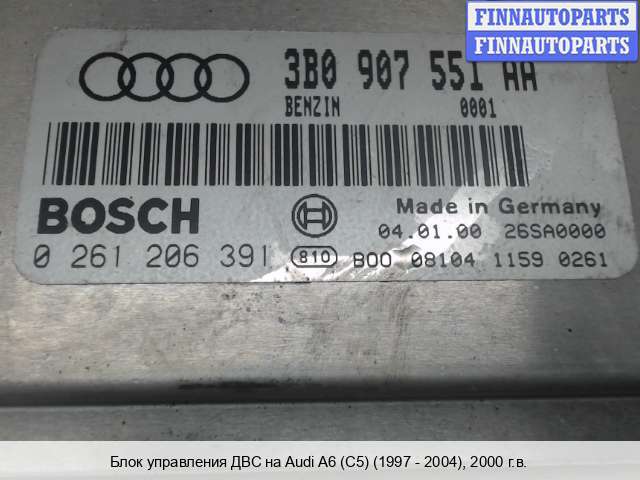 FINNAUTOPARTS
FINNAUTOPARTS
3B0 907 551 AA
BENZIN 0001
BOSCH
Made in Germany
04.01.00 26SA0000
0 261 206 391 810 B00 08104 1159 0261
Блок управления ДВС на Audi A6 (C5) (1997 - 2004), 2000 г.в.